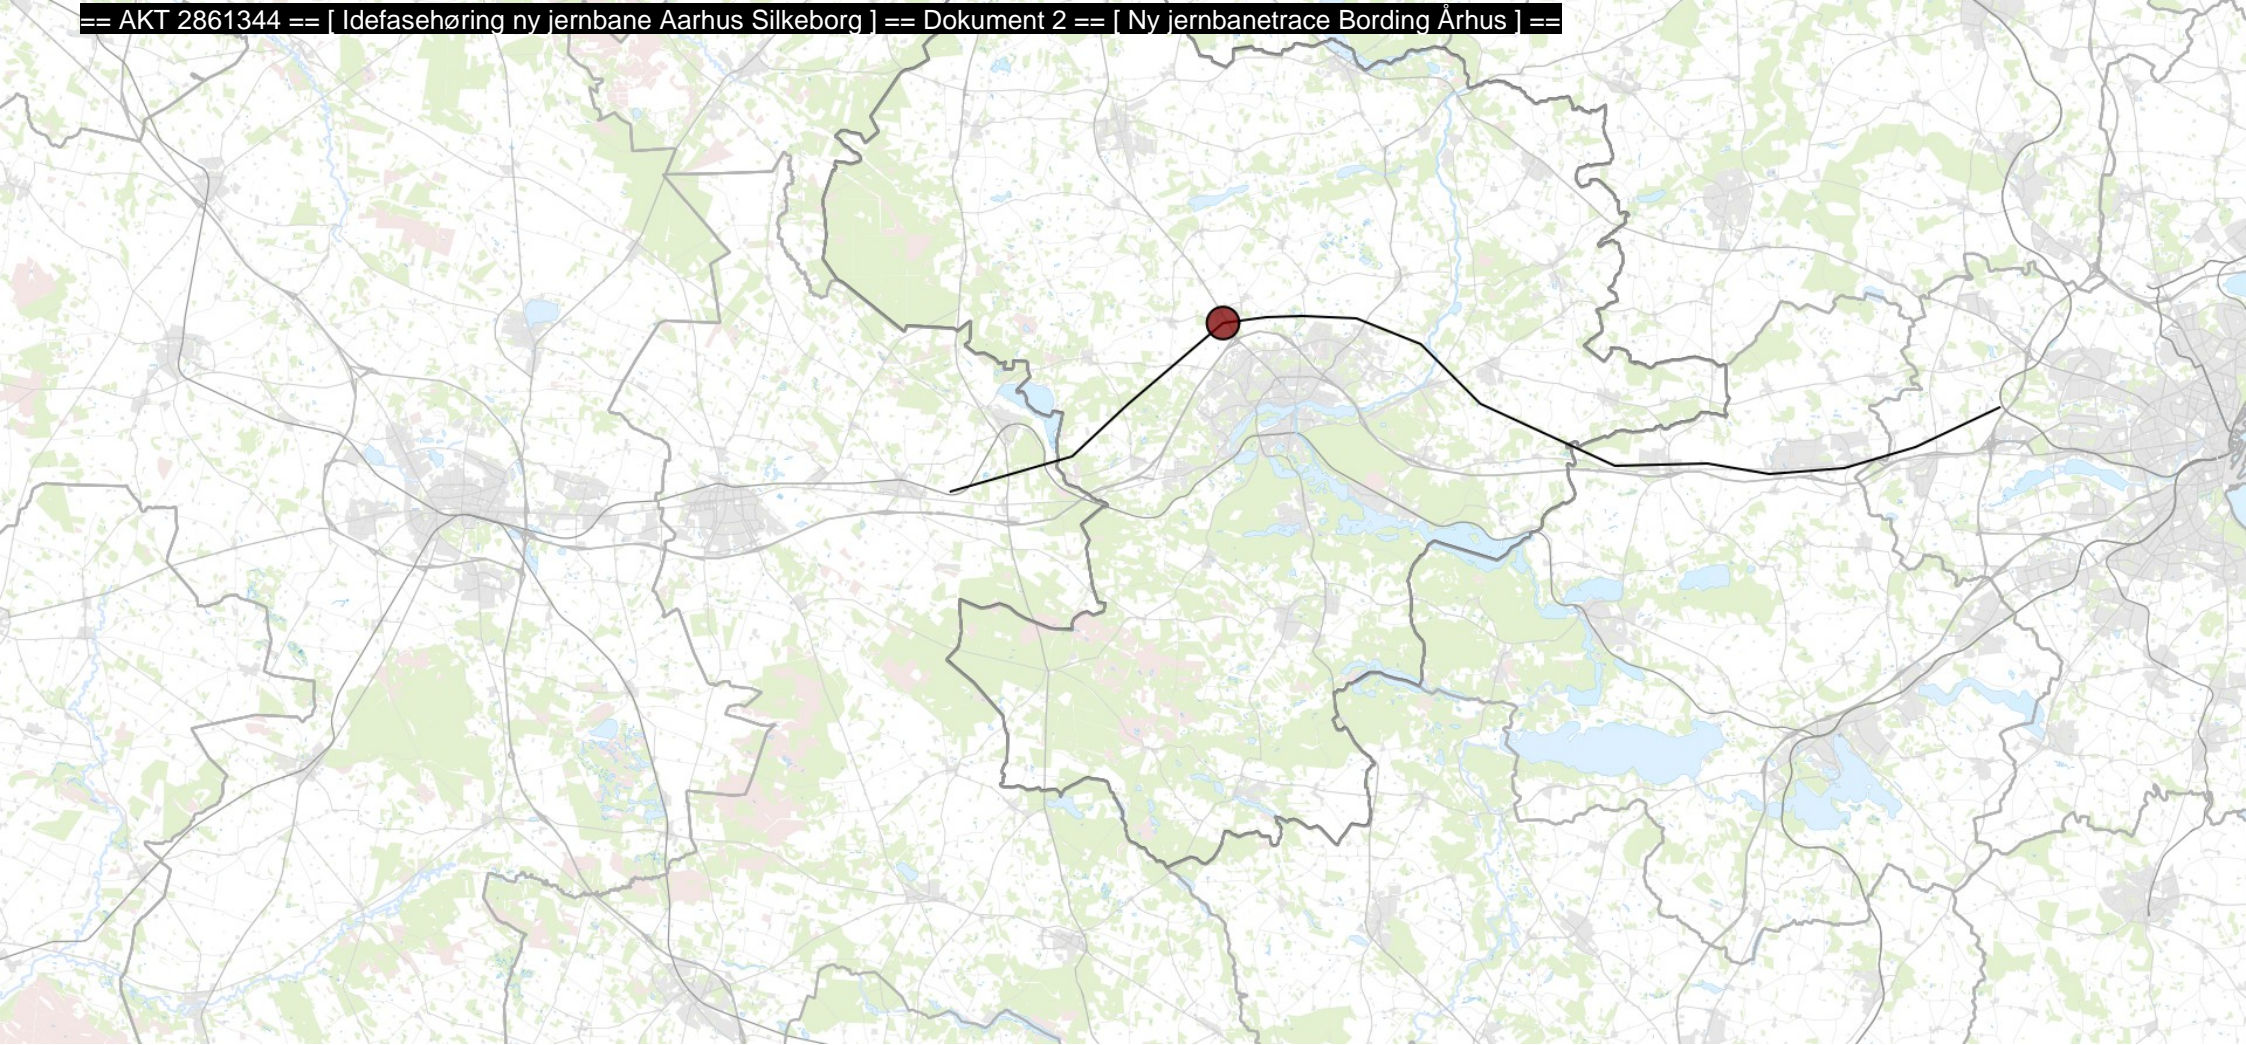 == AKT 2861344 == [ Idefasehøring ny jernbane Aarhus Silkeborg ] == Dokument 2 == [ Ny jernbanetrace Bording Århus ] ==